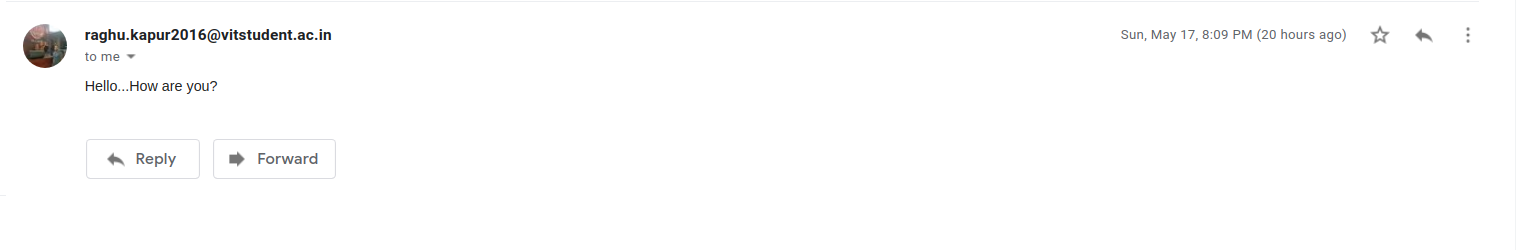 raghu.kapur2016@vitstudent.ac.in
Sun, May 17, 8:09 PM (20 hours ago)
to me
Hello...How are you?
Reply
Forward